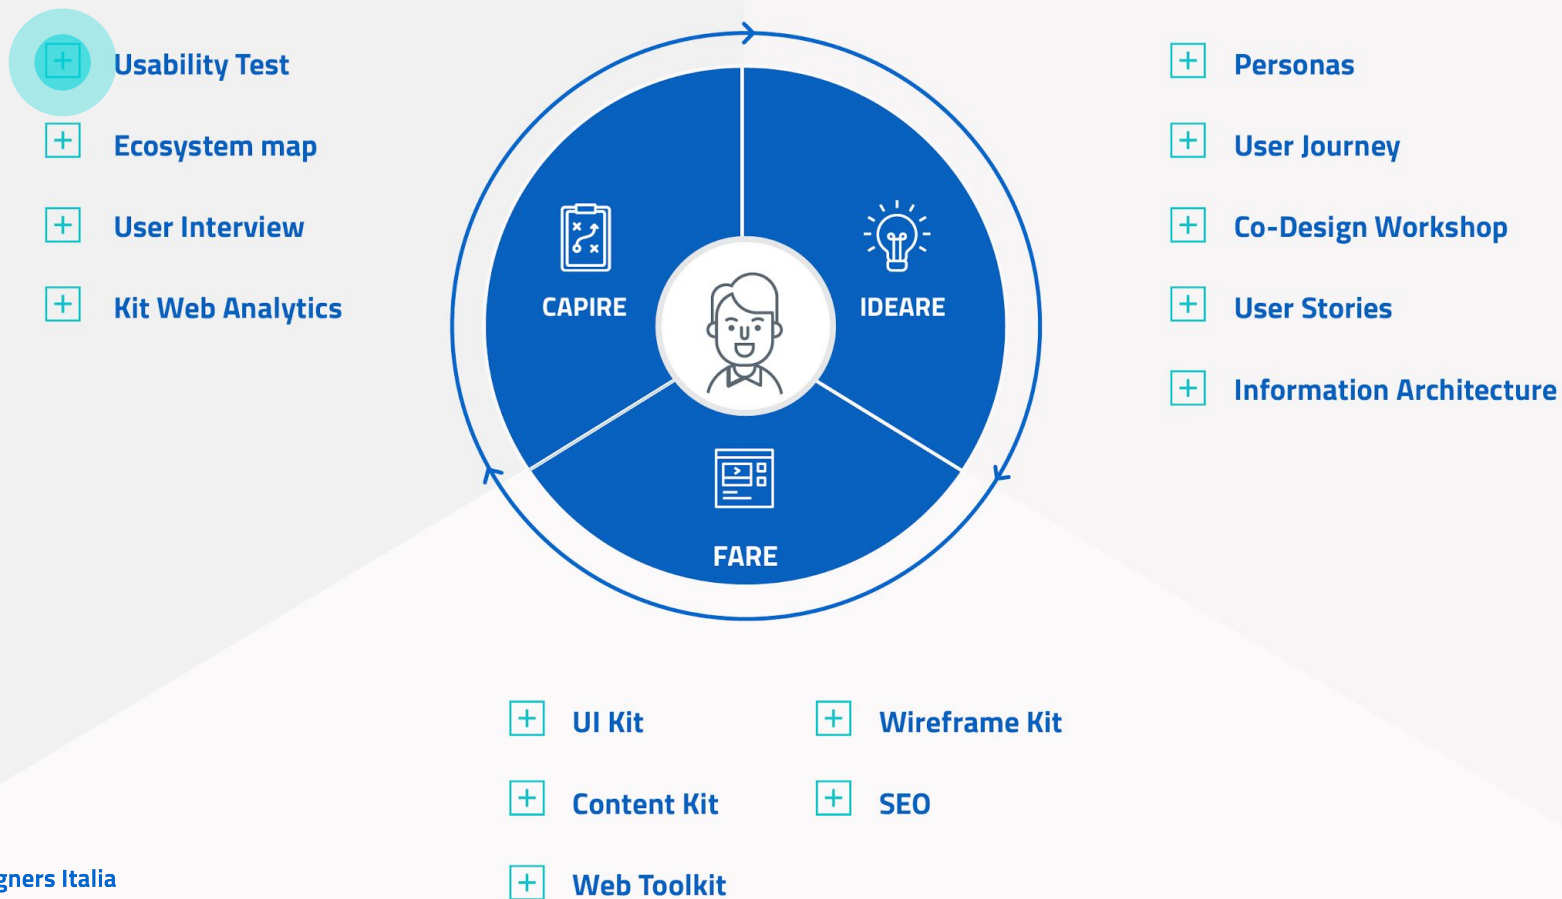 Usability Test
Ecosystem map
User Interview
Kit Web Analytics
CAPIRE
IDEARE
FARE
Personas
User Journey
Co-Design Workshop
User Stories
Information Architecture
UI Kit
Wireframe Kit
Content Kit
SEO
Web Toolkit
Italia